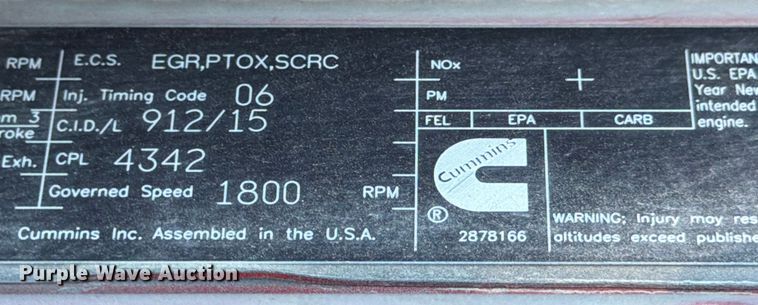 RPM E.C.S. EGR,PTOX,SCRC NOx IMPORTAN
RPM Inj. Timing Code 06 PM U.S. EPA
Year New
m 3 C.I.D./L 912/15 FEL EPA CARB intended
roke engine.
Exh. CPL 4342 Cummins
Governed Speed 1800 RPM
® WARNING; Injury may res
Cummins Inc. Assembled in the U.S.A. 2878166 altitudes exceed publishe
Purple Wave Auction